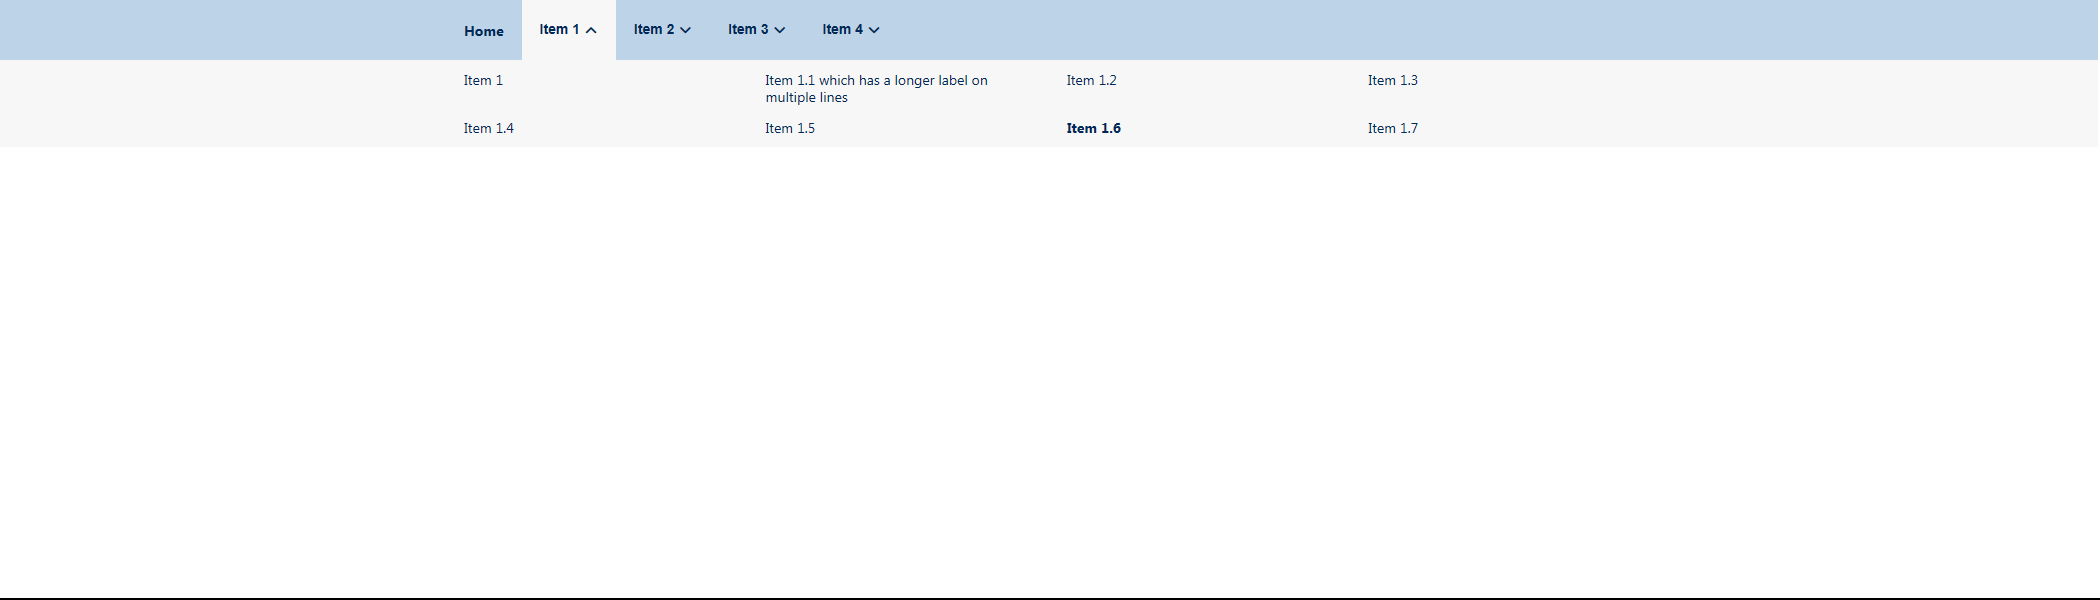 Home Item 1 Item 2 Item 3 Item 4
Item 1 Item 1.1 which has a longer label on Item 1.2 Item 1.3
multiple lines
Item 1.4 Item 1.5 Item 1.6 Item 1.7